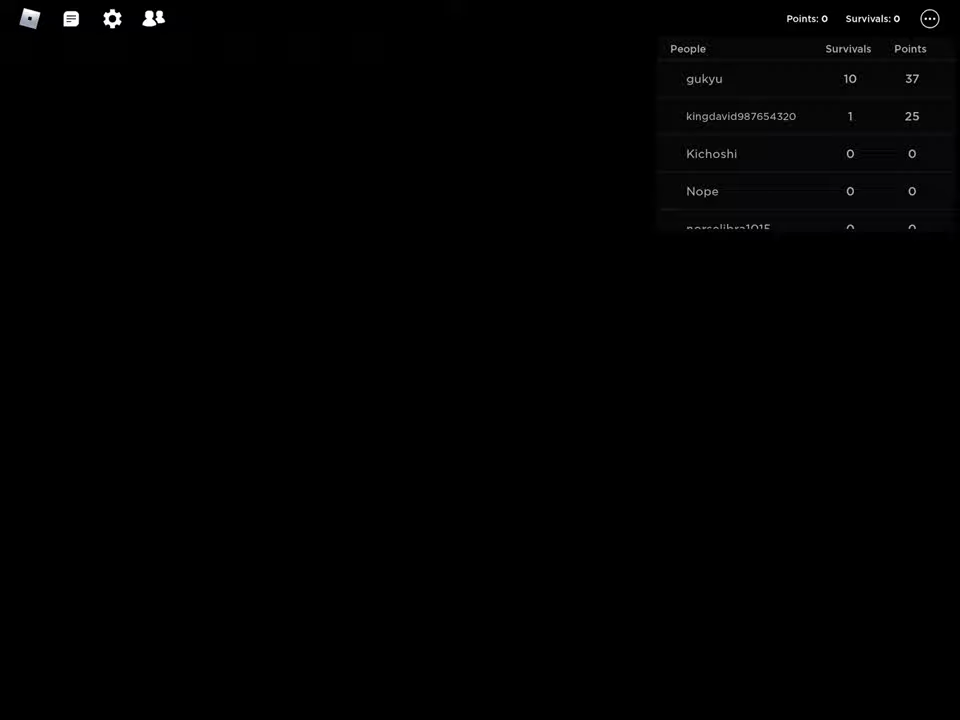 Points: 0 Survivals: 0
People Survivals Points
gukyu 10 37
kingdavid987654320 1 25
Kichoshi 0 0
Nope 0 0
norselibra1015 0 0